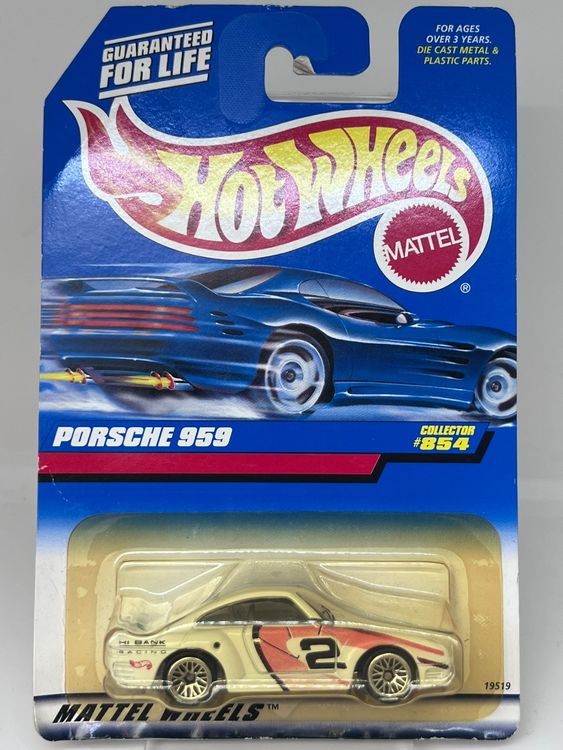 GUARANTEED
FOR LIFE
FOR AGES
OVER 3 YEARS.
DIE CAST METAL &
PLASTIC PARTS.
Hot Wheels
MATTEL
®
PORSCHE 959
COLLECTOR
#854
HI BANK
RACING
2
19519
MATTEL WHEELS™